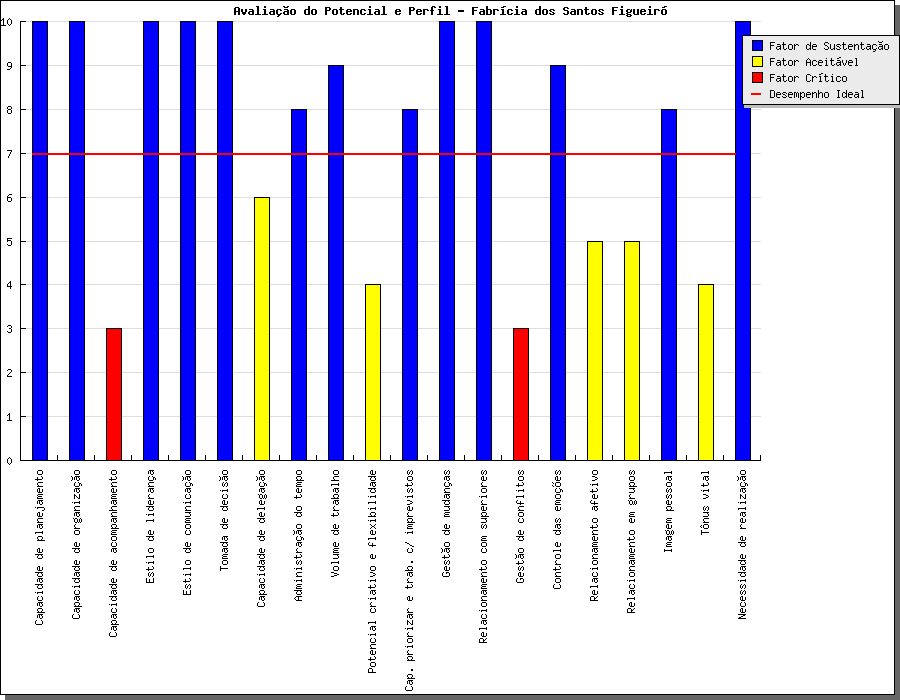 Avaliação do Potencial e Perfil - Fabrícia dos Santos Figueiró
10
9
8
7
6
5
4
3
2
1
0
Fator de Sustentação
Fator Aceitável
Fator Crítico
Desempenho Ideal
Capacidade de planejamento
Capacidade de organização
Capacidade de acompanhamento
Estilo de liderança
Estilo de comunicação
Tomada de decisão
Capacidade de delegação
Administração do tempo
Volume de trabalho
Potencial criativo e flexibilidade
Cap. priorizar e trab. c/ imprevistos
Gestão de mudanças
Relacionamento com superiores
Gestão de conflitos
Controle das emoções
Relacionamento afetivo
Relacionamento em grupos
Imagem pessoal
Tônus vital
Necessidade de realização